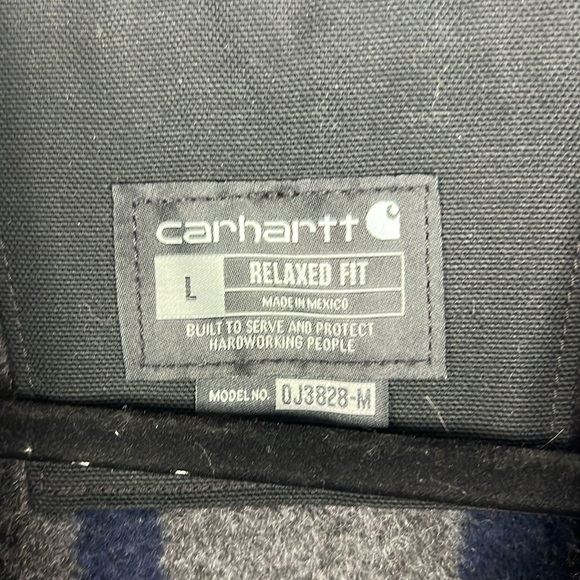 carhartt
L
RELAXED FIT
MADE IN MEXICO
BUILT TO SERVE AND PROTECT
HARDWORKING PEOPLE
MODEL NO. OJ3828-M